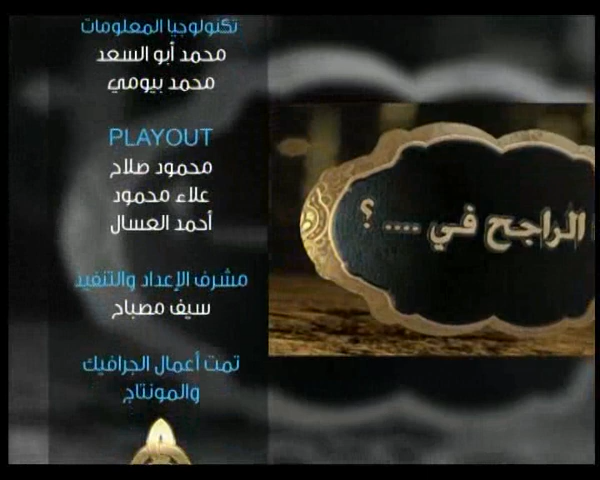 تكنولوجيا المعلومات
محمد أبو السعد
محمد بيومي
PLAYOUT
محمود صلاح
علاء محمود
أحمد العسال
مشرف الإعداد والتنفيذ
سيف مصباح
تمت أعمال الجرافيك
والمونتاج
الراجح في .... ؟